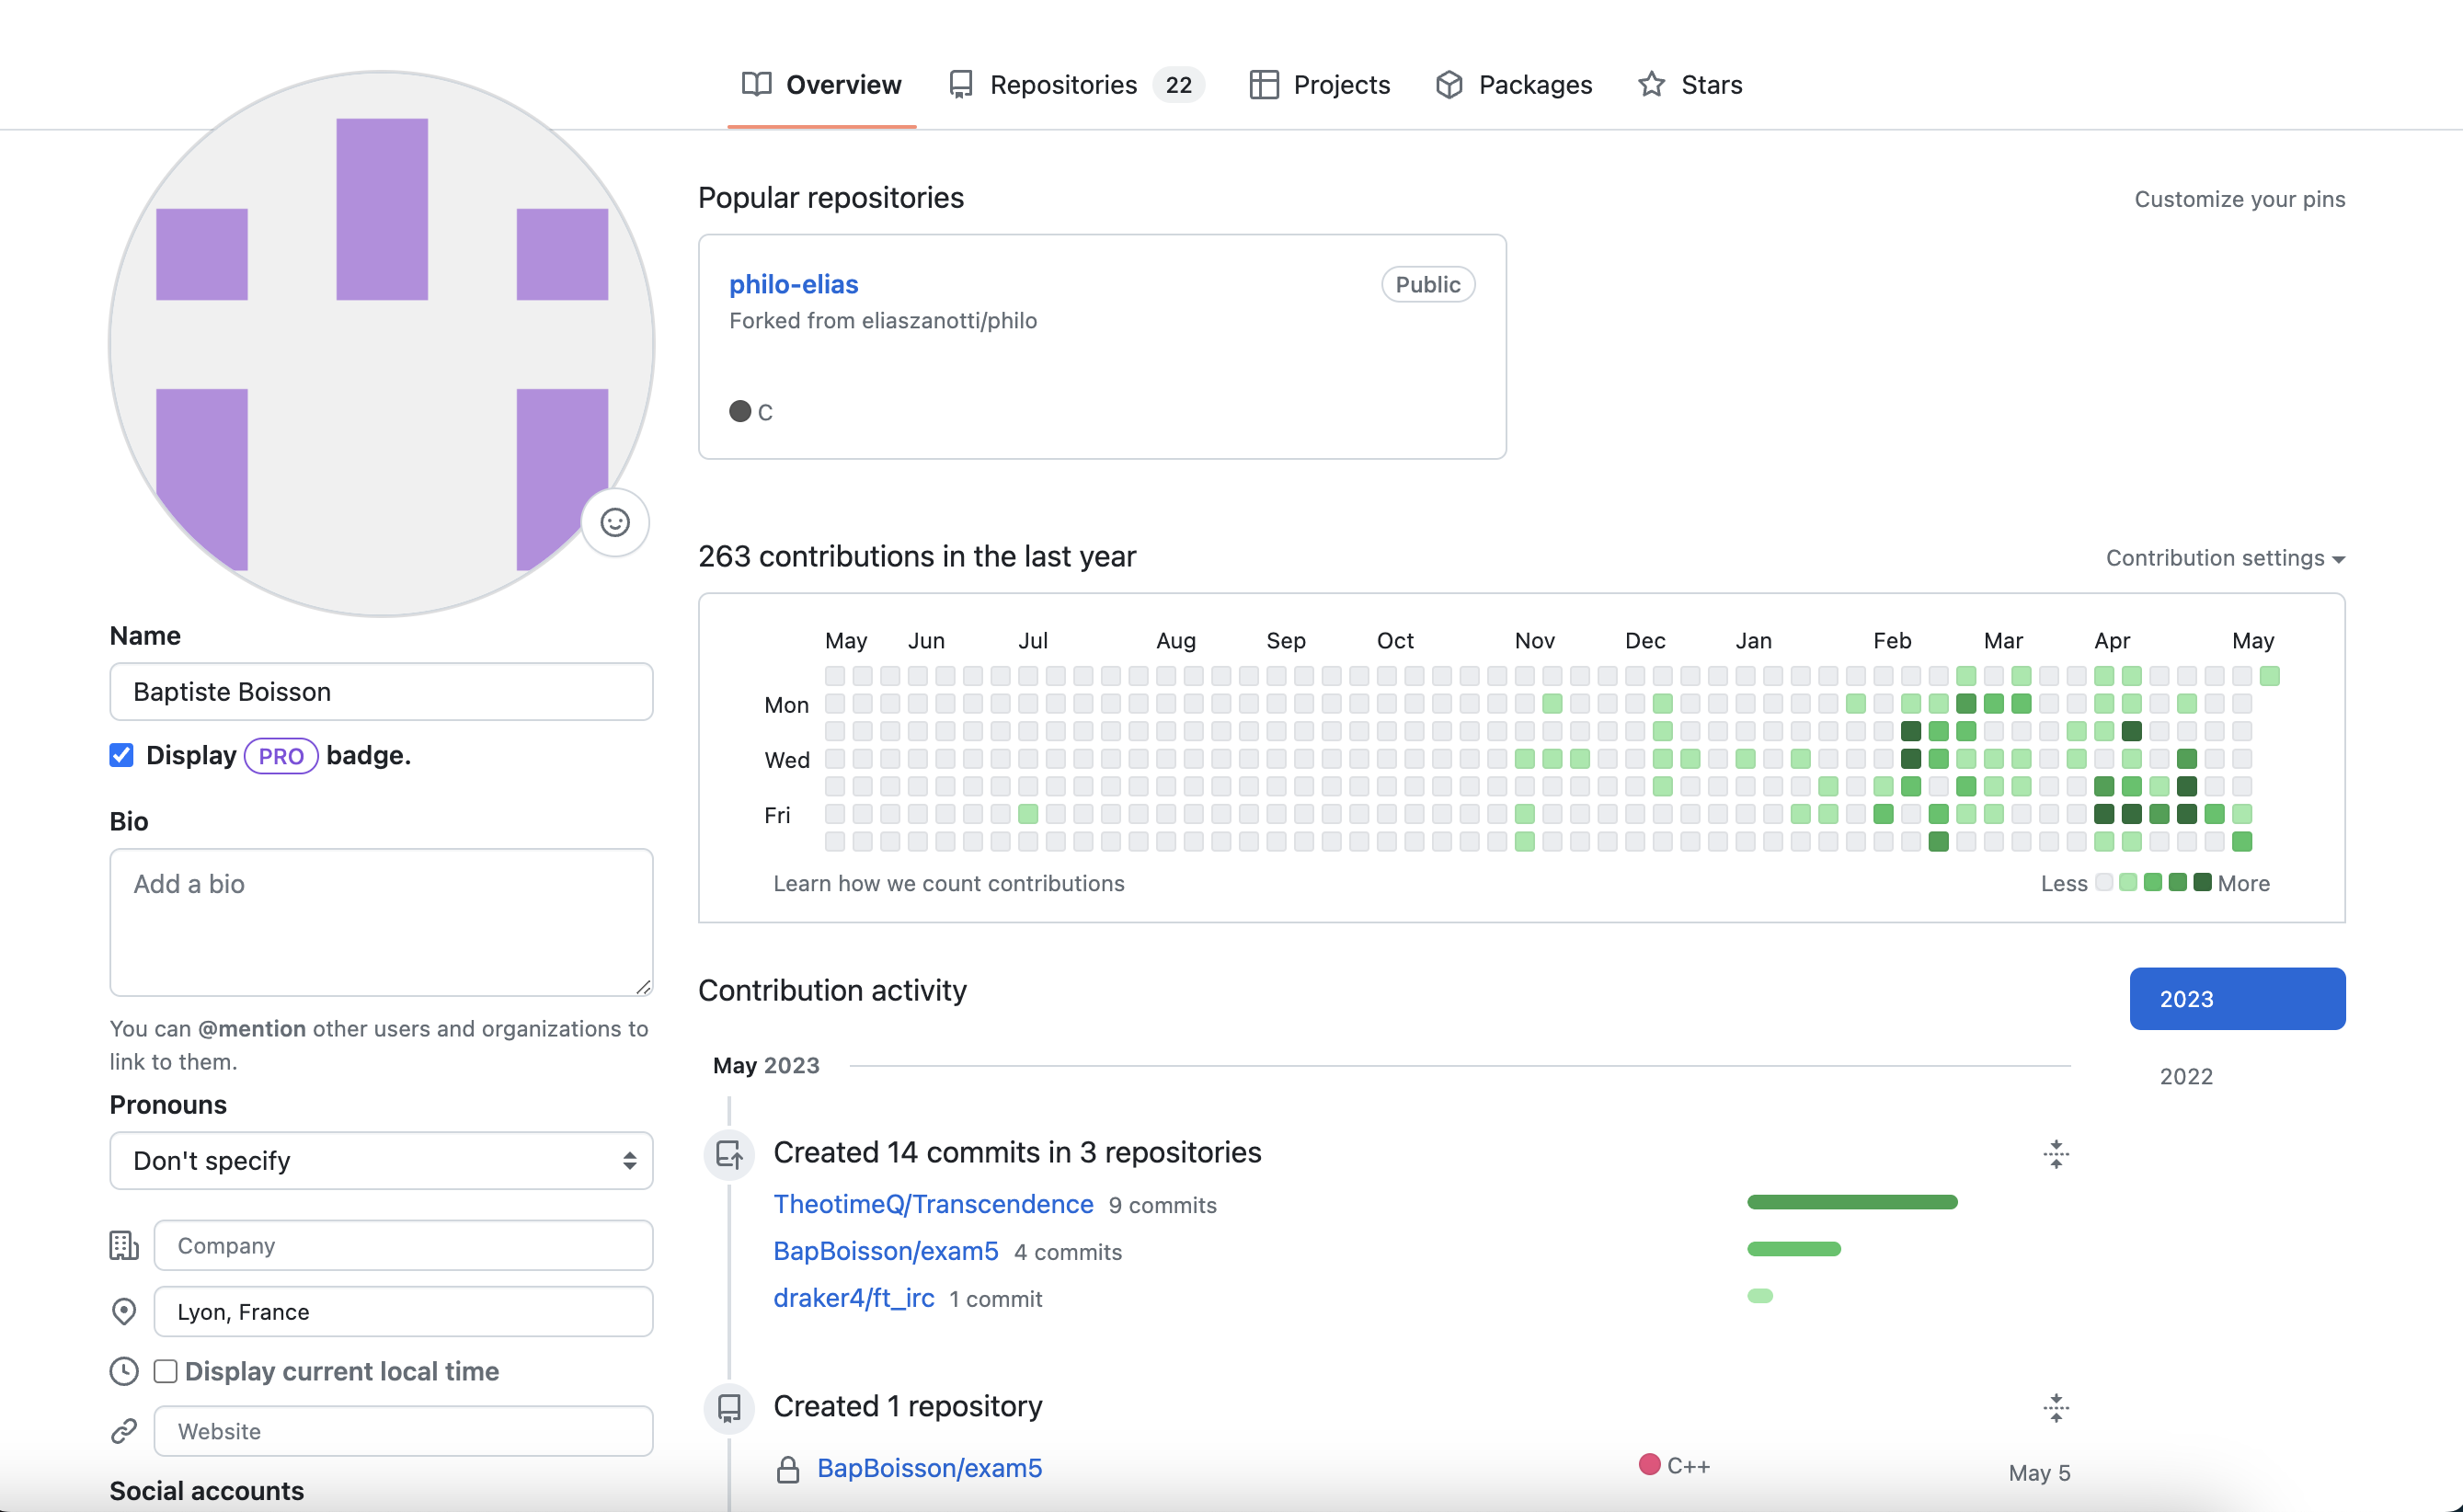 Overview
Repositories 22
Projects
Packages
Stars
Popular repositories
Customize your pins
philo-elias
Public
Forked from eliaszanotti/philo
C
263 contributions in the last year
Contribution settings
May Jun Jul Aug Sep Oct Nov Dec Jan Feb Mar Apr May
Mon
Wed
Fri
Learn how we count contributions
Less
More
Name
Baptiste Boisson
Display PRO badge.
Bio
Add a bio
You can @mention other users and organizations to
link to them.
Pronouns
Don't specify
Company
Lyon, France
Display current local time
Website
Social accounts
Contribution activity
2023
2022
May 2023
Created 14 commits in 3 repositories
TheotimeQ/Transcendence 9 commits
BapBoisson/exam5 4 commits
draker4/ft_irc 1 commit
Created 1 repository
BapBoisson/exam5
C++
May 5